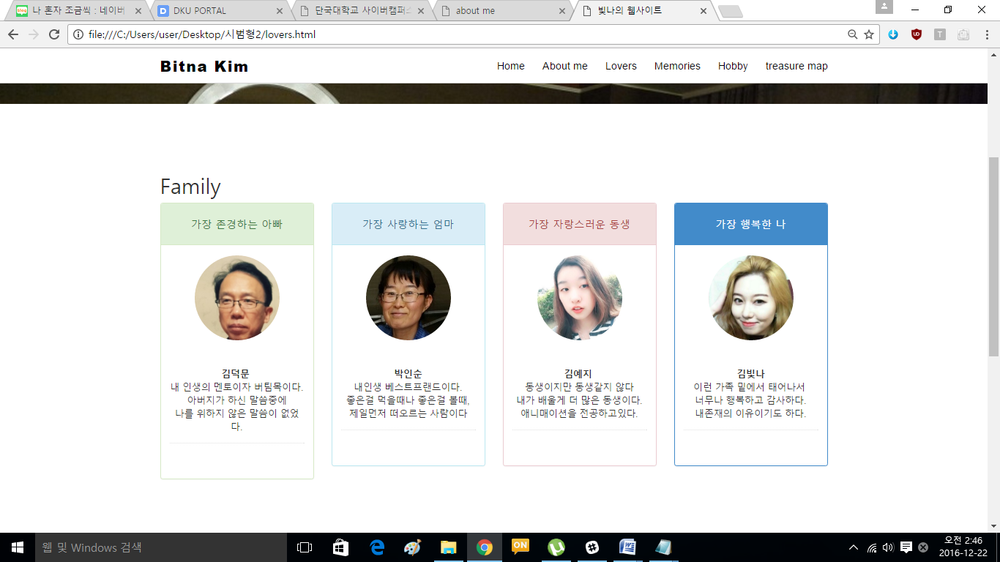 나 혼자 조금씩 : 네이버
DKU PORTAL
단국대학교 사이버캠퍼스
about me
빛나의 웹사이트
file:///C:/Users/user/Desktop/시범형2/lovers.html
Bitna Kim
Home
About me
Lovers
Memories
Hobby
treasure map
Family
가장 존경하는 아빠
김덕문
내 인생의 멘토이자 버팀목이다.
아버지가 하신 말씀중에
나를 위하지 않은 말씀이 없었
다.
가장 사랑하는 엄마
박인순
내인생 베스트프랜드이다.
좋은걸 먹을때나 좋은걸 볼때,
제일먼저 떠오르는 사람이다
가장 자랑스러운 동생
김예지
동생이지만 동생같지 않다
내가 배울게 더 많은 동생이다.
애니매이션을 전공하고있다.
가장 행복한 나
김빛나
이런 가족 밑에서 태어나서
너무나 행복하고 감사하다.
내존재의 이유이기도 하다.
웹 및 Windows 검색
ON
오전 2:46
2016-12-22